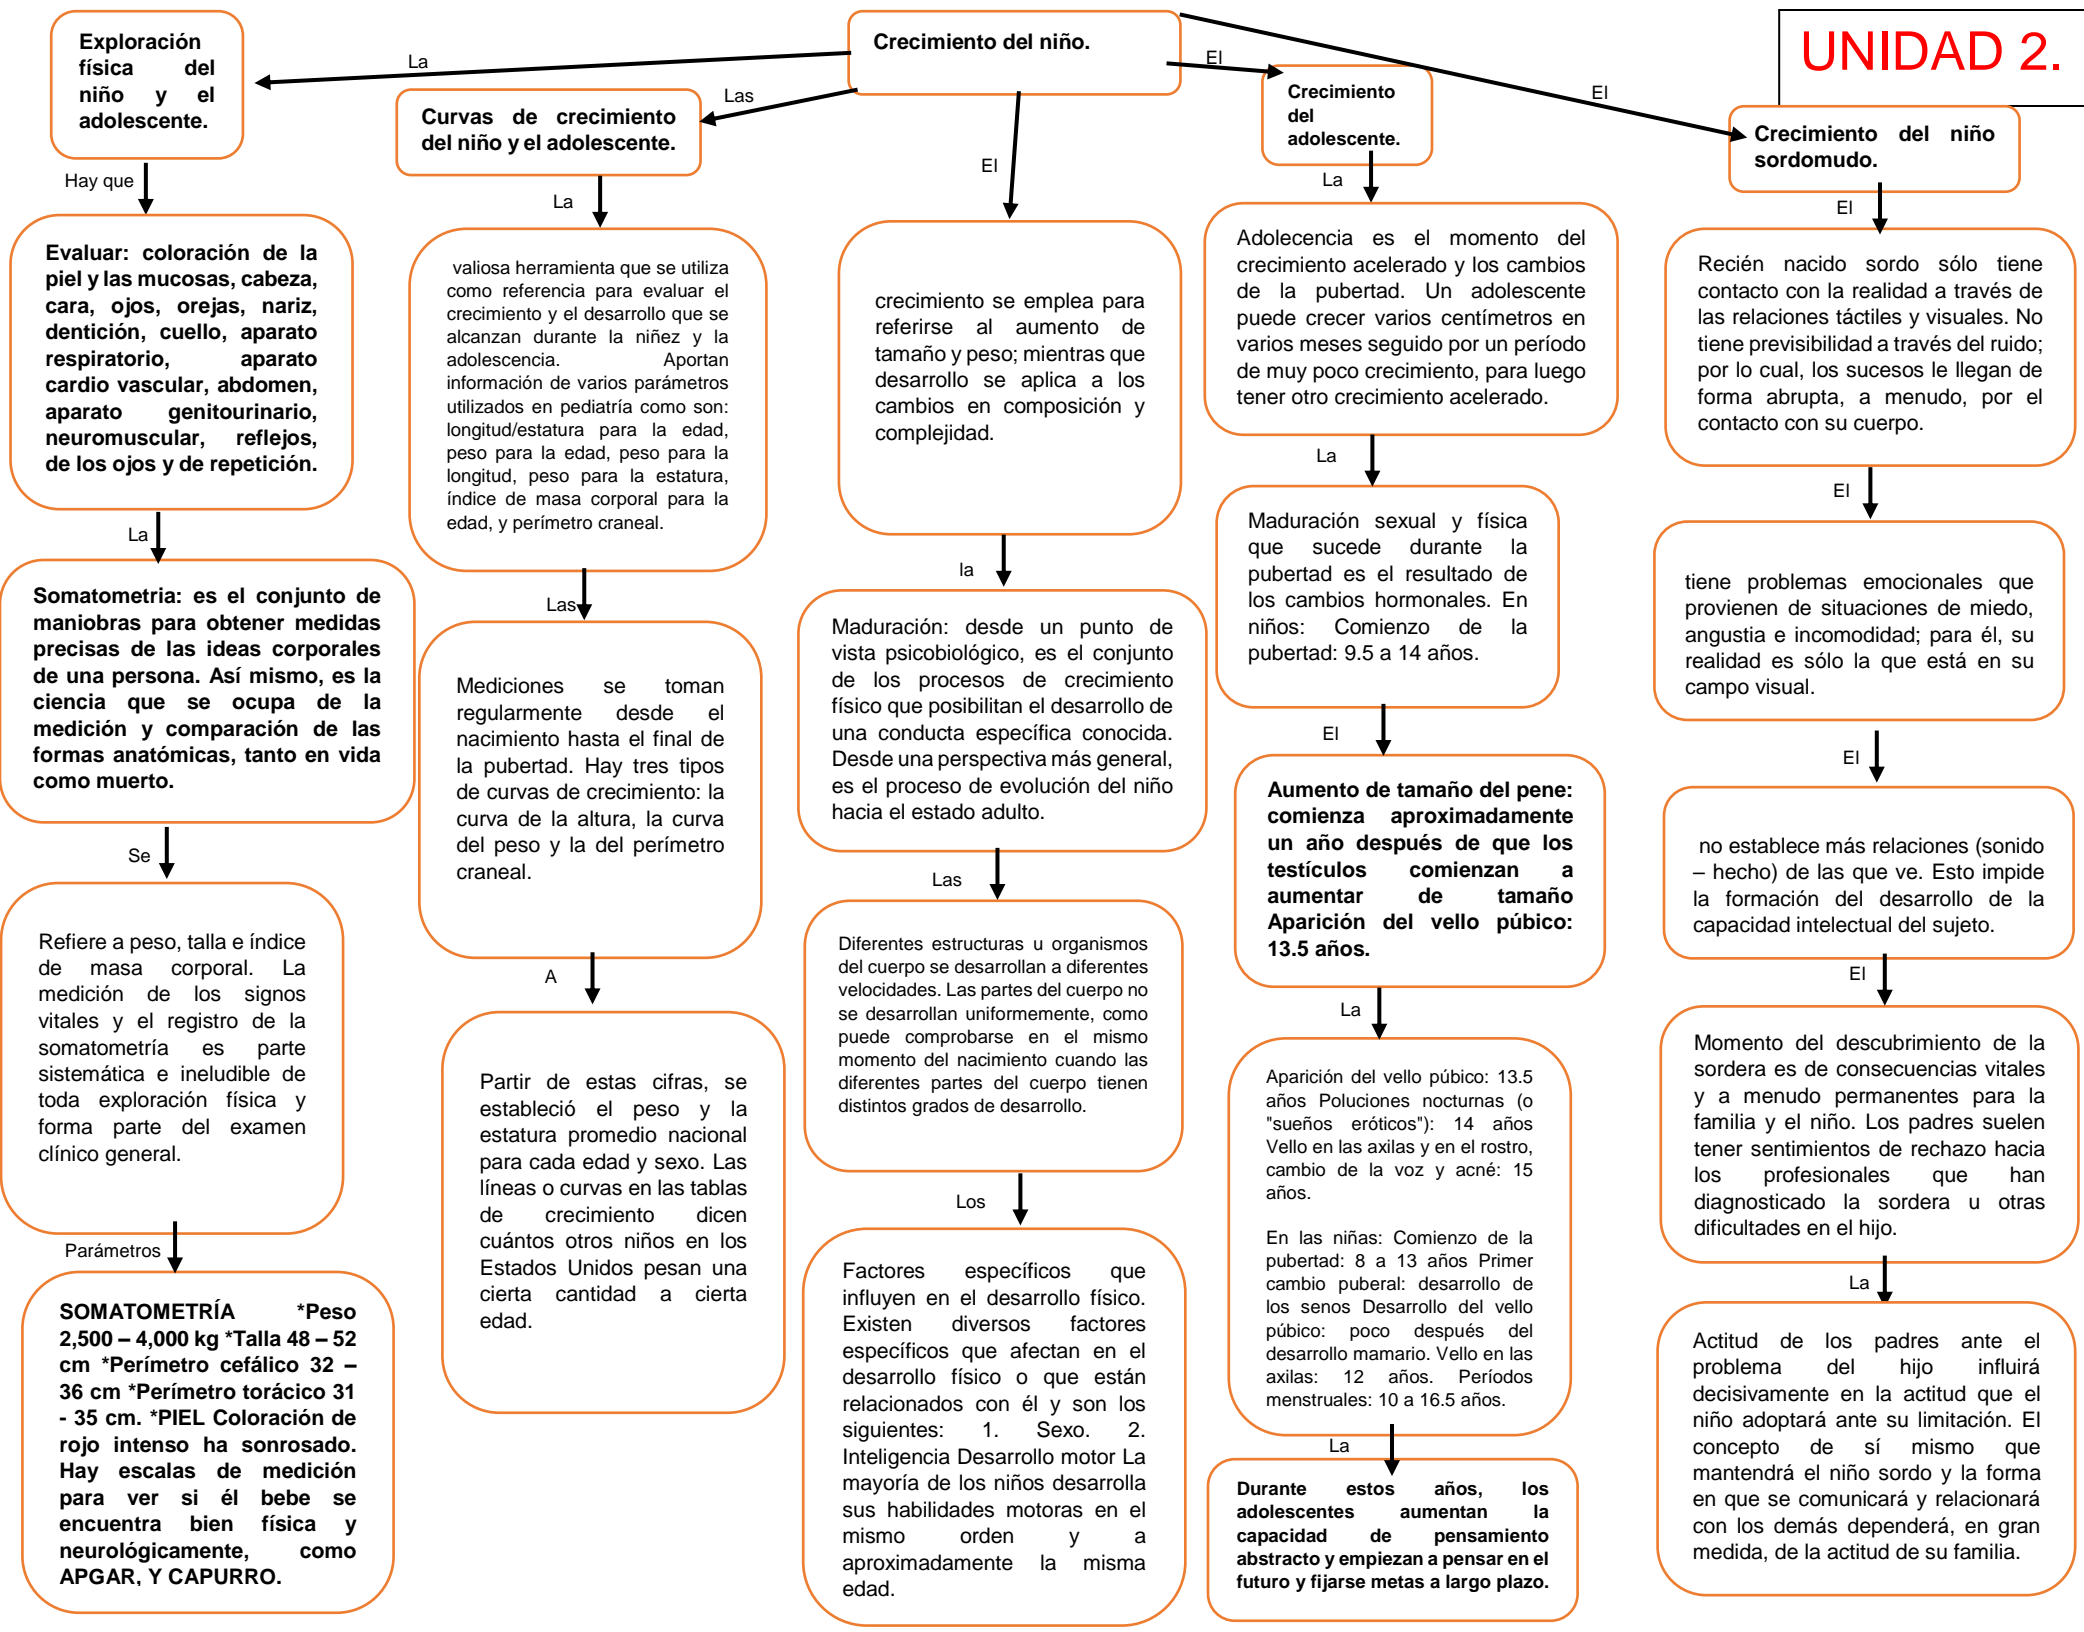 UNIDAD 2.
Crecimiento del niño.
La
Exploración
física del
niño y el
adolescente.
Hay que
Evaluar: coloración de la
piel y las mucosas, cabeza,
cara, ojos, orejas, nariz,
dentición, cuello, aparato
respiratorio, aparato
cardio vascular, abdomen,
aparato genitourinario,
neuromuscular, reflejos,
de los ojos y de repetición.
La
Somatometria: es el conjunto de
maniobras para obtener medidas
precisas de las ideas corporales
de una persona. Así mismo, es la
ciencia que se ocupa de la
medición y comparación de las
formas anatómicas, tanto en vida
como muerto.
Se
Refiere a peso, talla e índice
de masa corporal. La
medición de los signos
vitales y el registro de la
somatometría es parte
sistemática e ineludible de
toda exploración física y
forma parte del examen
clínico general.
Parámetros
SOMATOMETRÍA *Peso
2,500 – 4,000 kg *Talla 48 – 52
cm *Perímetro cefálico 32 –
36 cm *Perímetro torácico 31
- 35 cm. *PIEL Coloración de
rojo intenso ha sonrosado.
Hay escalas de medición
para ver si él bebe se
encuentra bien física y
neurológicamente, como
APGAR, Y CAPURRO.
Las
Curvas de crecimiento
del niño y el adolescente.
La
valiosa herramienta que se utiliza
como referencia para evaluar el
crecimiento y el desarrollo que se
alcanzan durante la niñez y la
adolescencia. Aportan
información de varios parámetros
utilizados en pediatría como son:
longitud/estatura para la edad,
peso para la edad, peso para la
longitud, peso para la estatura,
índice de masa corporal para la
edad, y perímetro craneal.
Las
Mediciones se toman
regularmente desde el
nacimiento hasta el final de
la pubertad. Hay tres tipos
de curvas de crecimiento: la
curva de la altura, la curva
del peso y la del perímetro
craneal.
A
Partir de estas cifras, se
estableció el peso y la
estatura promedio nacional
para cada edad y sexo. Las
líneas o curvas en las tablas
de crecimiento dicen
cuántos otros niños en los
Estados Unidos pesan una
cierta cantidad a cierta
edad.
El
crecimiento se emplea para
referirse al aumento de
tamaño y peso; mientras que
desarrollo se aplica a los
cambios en composición y
complejidad.
la
Maduración: desde un punto de
vista psicobiológico, es el conjunto
de los procesos de crecimiento
físico que posibilitan el desarrollo de
una conducta específica conocida.
Desde una perspectiva más general,
es el proceso de evolución del niño
hacia el estado adulto.
Las
Diferentes estructuras u organismos
del cuerpo se desarrollan a diferentes
velocidades. Las partes del cuerpo no
se desarrollan uniformemente, como
puede comprobarse en el mismo
momento del nacimiento cuando las
diferentes partes del cuerpo tienen
distintos grados de desarrollo.
Los
Factores específicos que
influyen en el desarrollo físico.
Existen diversos factores
específicos que afectan en el
desarrollo físico o que están
relacionados con él y son los
siguientes: 1. Sexo. 2.
Inteligencia Desarrollo motor La
mayoría de los niños desarrolla
sus habilidades motoras en el
mismo orden y a
aproximadamente la misma
edad.
El
Crecimiento
del
adolescente.
La
Adolecencia es el momento del
crecimiento acelerado y los cambios
de la pubertad. Un adolescente
puede crecer varios centímetros en
varios meses seguido por un período
de muy poco crecimiento, para luego
tener otro crecimiento acelerado.
La
Maduración sexual y física
que sucede durante la
pubertad es el resultado de
los cambios hormonales. En
niños: Comienzo de la
pubertad: 9.5 a 14 años.
El
Aumento de tamaño del pene:
comienza aproximadamente
un año después de que los
testículos comienzan a
aumentar de tamaño
Aparición del vello púbico:
13.5 años.
La
Aparición del vello púbico: 13.5
años Poluciones nocturnas (o
"sueños eróticos"): 14 años
Vello en las axilas y en el rostro,
cambio de la voz y acné: 15
años.
En las niñas: Comienzo de la
pubertad: 8 a 13 años Primer
cambio puberal: desarrollo de
los senos Desarrollo del vello
púbico: poco después del
desarrollo mamario. Vello en las
axilas: 12 años. Períodos
menstruales: 10 a 16.5 años.
La
Durante estos años, los
adolescentes aumentan la
capacidad de pensamiento
abstracto y empiezan a pensar en el
futuro y fijarse metas a largo plazo.
El
Crecimiento del niño
sordomudo.
El
Recién nacido sordo sólo tiene
contacto con la realidad a través de
las relaciones táctiles y visuales. No
tiene previsibilidad a través del ruido;
por lo cual, los sucesos le llegan de
forma abrupta, a menudo, por el
contacto con su cuerpo.
El
tiene problemas emocionales que
provienen de situaciones de miedo,
angustia e incomodidad; para él, su
realidad es sólo la que está en su
campo visual.
El
no establece más relaciones (sonido
– hecho) de las que ve. Esto impide
la formación del desarrollo de la
capacidad intelectual del sujeto.
El
Momento del descubrimiento de la
sordera es de consecuencias vitales
y a menudo permanentes para la
familia y el niño. Los padres suelen
tener sentimientos de rechazo hacia
los profesionales que han
diagnosticado la sordera u otras
dificultades en el hijo.
La
Actitud de los padres ante el
problema del hijo influirá
decisivamente en la actitud que el
niño adoptará ante su limitación. El
concepto de sí mismo que
mantendrá el niño sordo y la forma
en que se comunicará y relacionará
con los demás dependerá, en gran
medida, de la actitud de su familia.